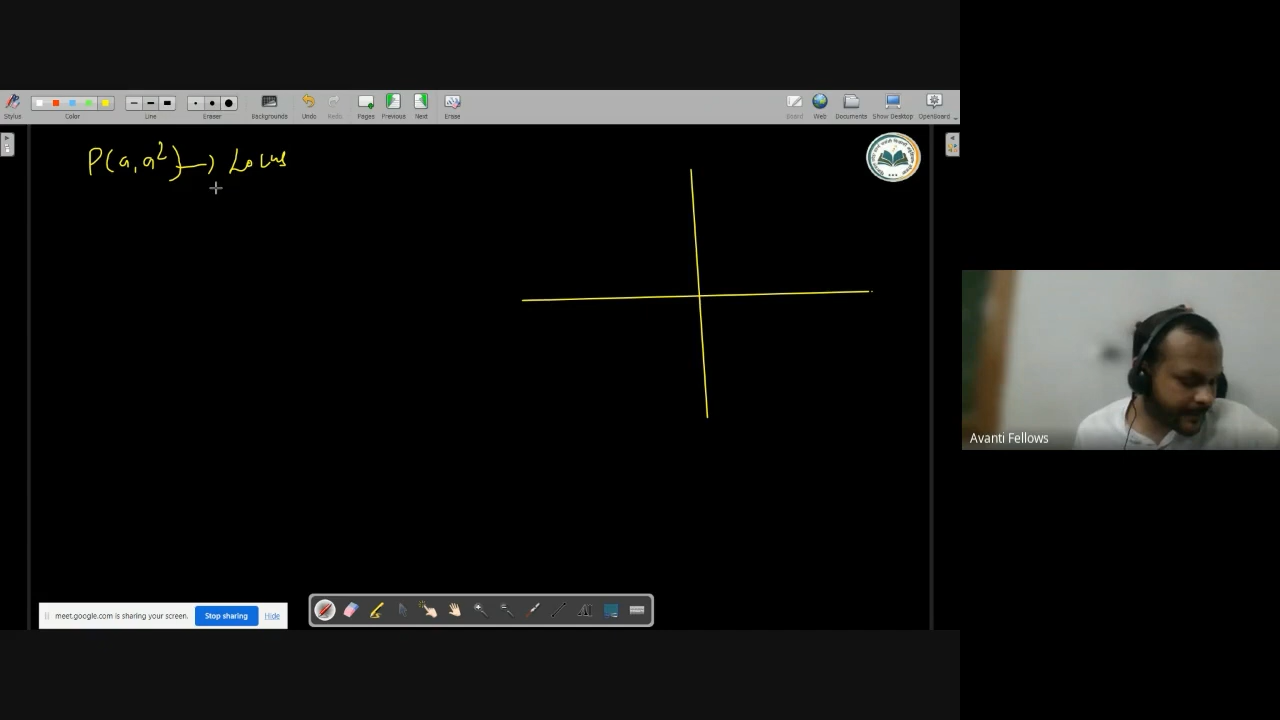 Stylus Color Line Eraser Backgrounds Undo Redo Pages Previous Next Erase Board Web Documents Show Desktop OpenBoard
P(a, a²) → Locus
Avanti Fellows
meet.google.com is sharing your screen. Stop sharing Hide